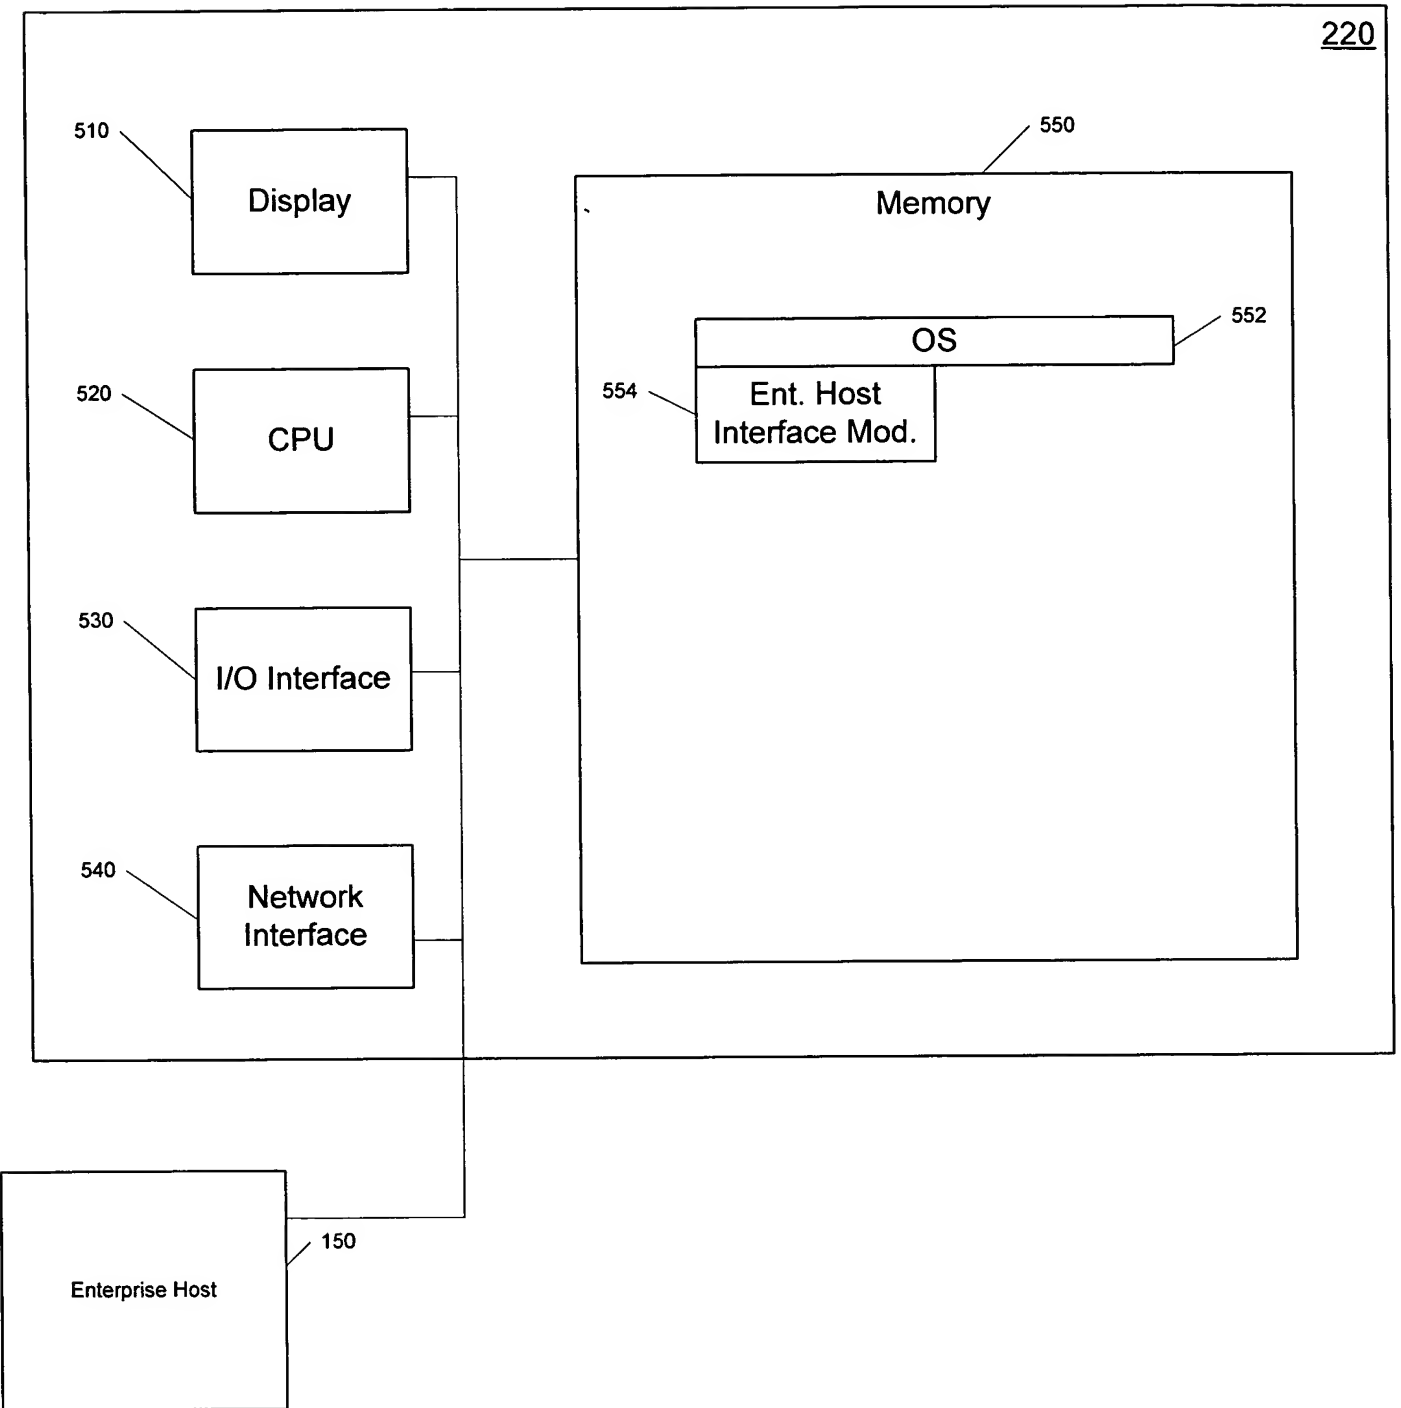 220
510
Display
550
Memory
552
OS
554
Ent. Host
Interface Mod.
520
CPU
530
I/O Interface
540
Network
Interface
150
Enterprise Host